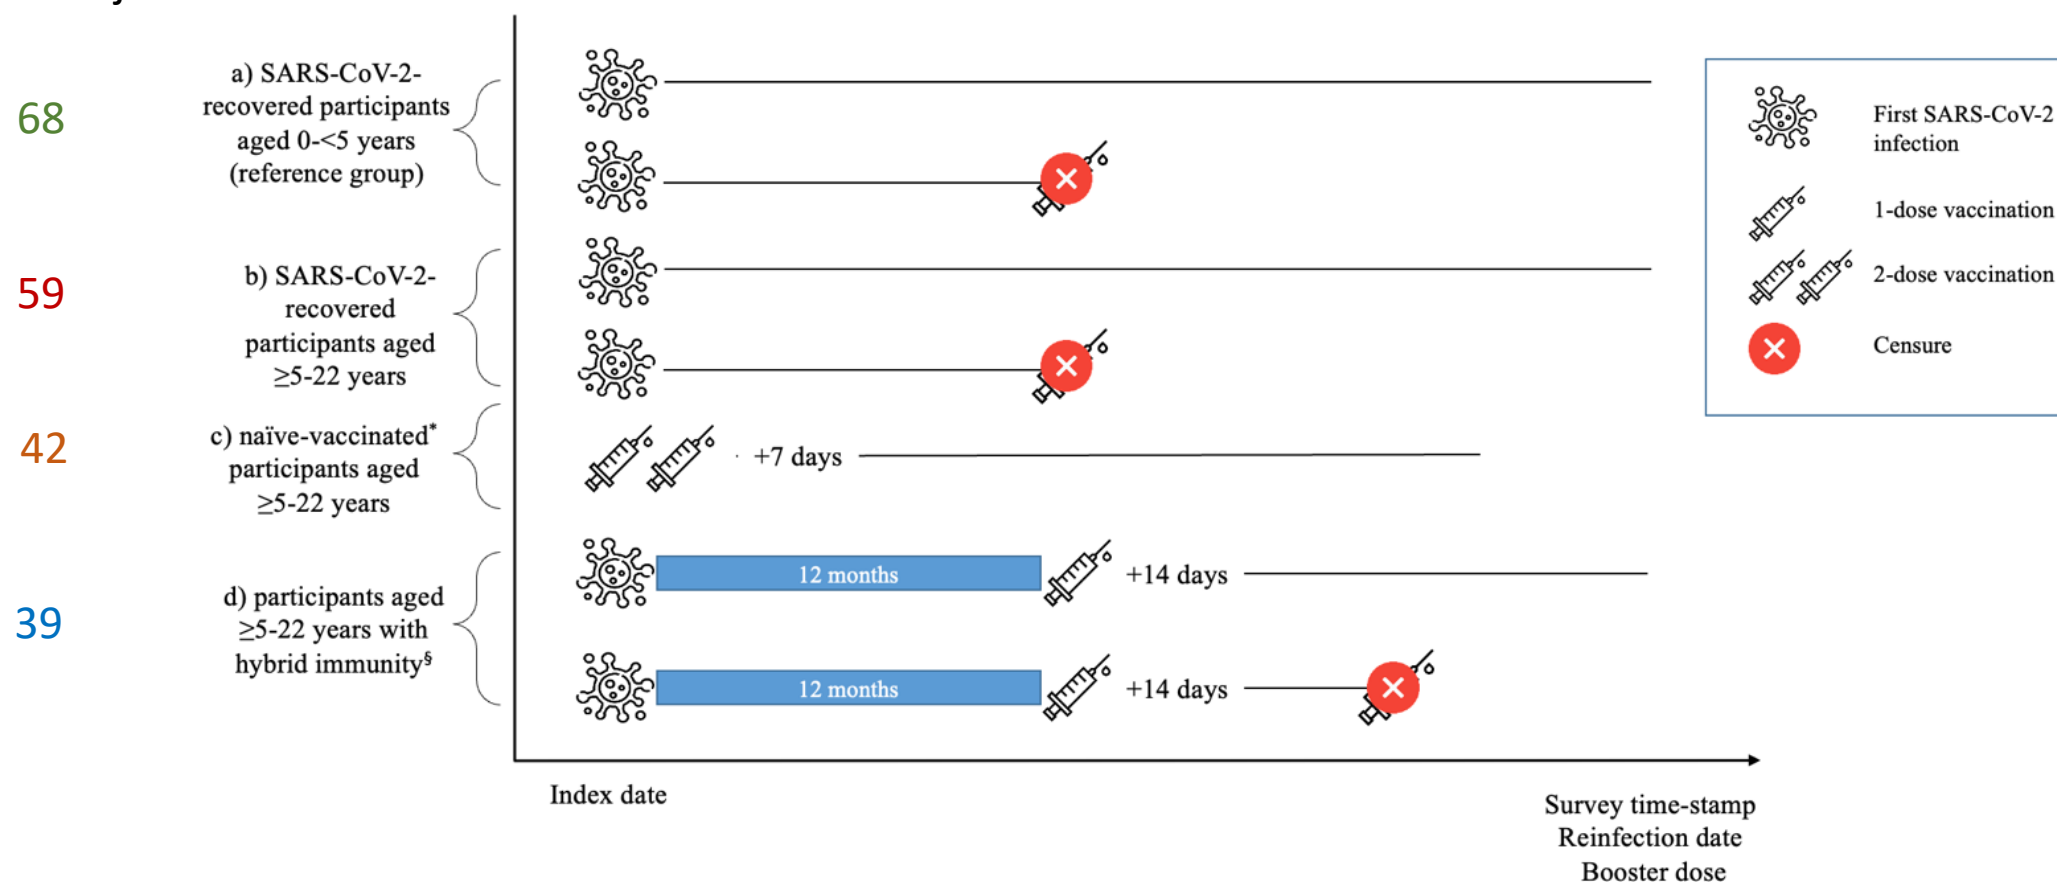 68
a) SARS-CoV-2-
recovered participants
aged 0-<5 years
(reference group)
59
b) SARS-CoV-2-
recovered
participants aged
≥5-22 years
42
c) naïve-vaccinated*
participants aged
≥5-22 years
+7 days
39
d) participants aged
≥5-22 years with
hybrid immunity§
12 months
+14 days
12 months
+14 days
Index date
Survey time-stamp
Reinfection date
Booster dose
First SARS-CoV-2
infection
1-dose vaccination
2-dose vaccination
Censure